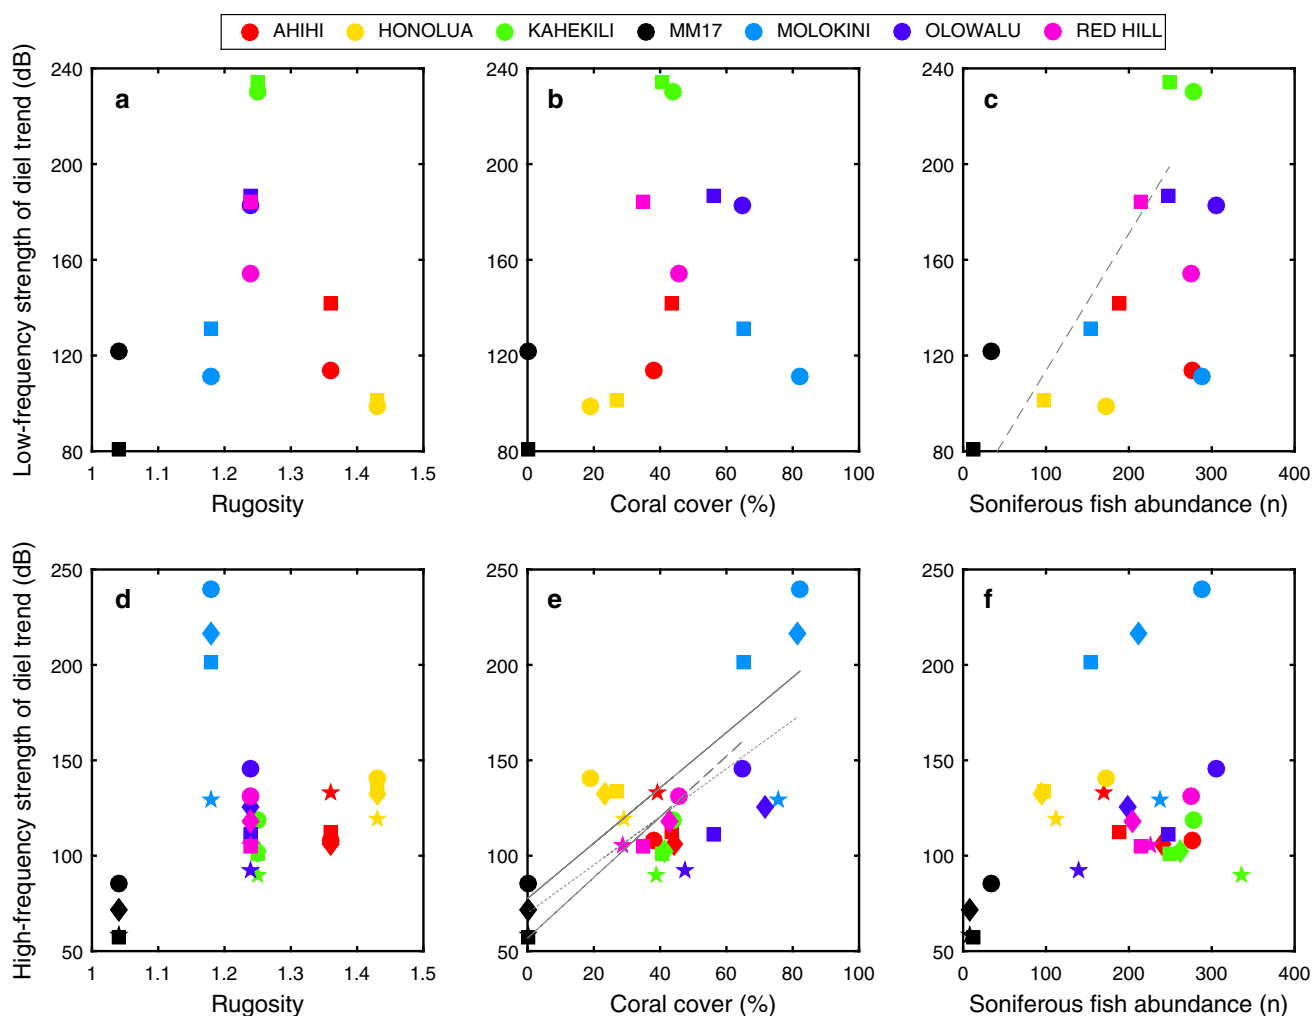 AHIHI HONOLUA KAHEKILI MM17 MOLOKINI OLOWALU RED HILL
Low-frequency strength of diel trend (dB)
240
200
160
120
80
a
1 1.1 1.2 1.3 1.4 1.5
Rugosity
240
200
160
120
80
b
0 20 40 60 80 100
Coral cover (%)
240
200
160
120
80
c
0 100 200 300 400
Soniferous fish abundance (n)
High-frequency strength of diel trend (dB)
250
200
150
100
50
d
1 1.1 1.2 1.3 1.4 1.5
Rugosity
250
200
150
100
50
e
0 20 40 60 80 100
Coral cover (%)
250
200
150
100
50
f
0 100 200 300 400
Soniferous fish abundance (n)